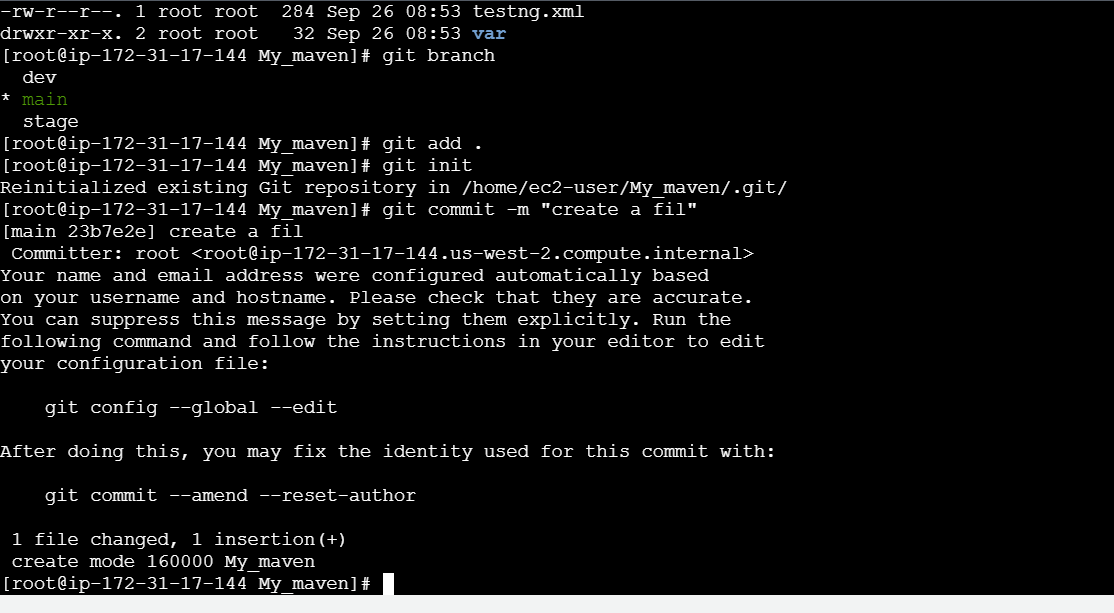 -rw-r--r--. 1 root root  284 Sep 26 08:53 testng.xml
drwxr-xr-x. 2 root root   32 Sep 26 08:53 var
[root@ip-172-31-17-144 My_maven]# git branch
  dev
* main
  stage
[root@ip-172-31-17-144 My_maven]# git add .
[root@ip-172-31-17-144 My_maven]# git init
Reinitialized existing Git repository in /home/ec2-user/My_maven/.git/
[root@ip-172-31-17-144 My_maven]# git commit -m "create a fil"
[main 23b7e2e] create a fil
 Committer: root <root@ip-172-31-17-144.us-west-2.compute.internal>
Your name and email address were configured automatically based
on your username and hostname. Please check that they are accurate.
You can suppress this message by setting them explicitly. Run the
following command and follow the instructions in your editor to edit
your configuration file:

    git config --global --edit

After doing this, you may fix the identity used for this commit with:

    git commit --amend --reset-author

 1 file changed, 1 insertion(+)
 create mode 160000 My_maven
[root@ip-172-31-17-144 My_maven]#